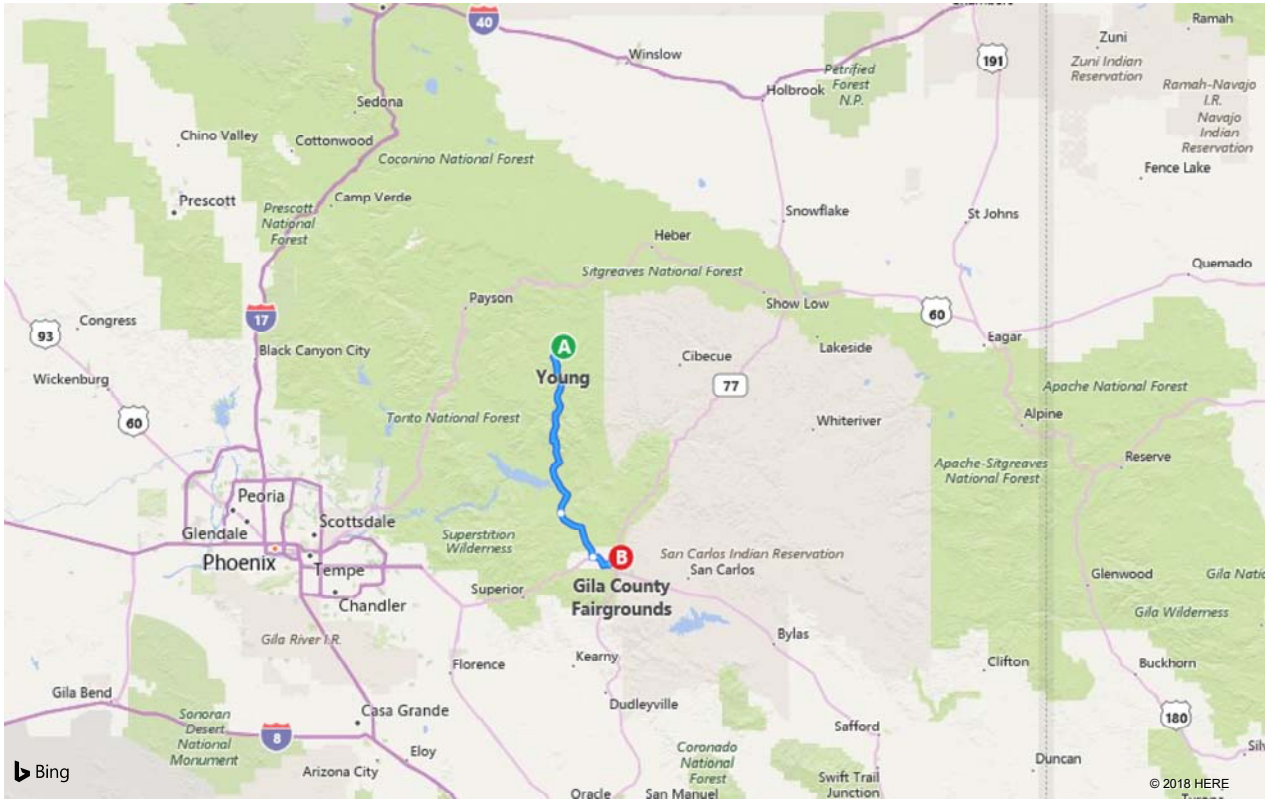 40
Ramah
Zuni
191
Winslow
Zuni Indian
Reservation
Petrified
Forest
N.P.
Holbrook
Ramah-Navajo
I.R.
Navajo
Indian
Reservation
Sedona
Chino Valley
Cottonwood
Coconino National Forest
Fence Lake
Prescott
Camp Verde
Prescott
National
Forest
Snowflake
St Johns
Heber
Sitgreaves National Forest
Quemado
Payson
Show Low
60
17
Congress
93
Eagar
Black Canyon City
A
Lakeside
Cibecue
Young
Wickenburg
77
Apache National Forest
60
Tonto National Forest
Alpine
Whiteriver
Reserve
Apache-Sitgreaves
National Forest
Peoria
Glendale
Scottsdale
Superstition
Wilderness
Phoenix
Tempe
B
San Carlos Indian Reservation
San Carlos
Gila County
Fairgrounds
Superior
Chandler
Glenwood
Gila Wilderness
Gila River I.R.
Bylas
Florence
Kearny
Clifton
Buckhorn
Gila Bend
Dudleyville
Casa Grande
Sonoran
Desert
National
Monument
180
8
Safford
Eloy
Coronado
National
Forest
Duncan
Bing
Arizona City
Swift Trail
Junction
Oracle
San Manuel
© 2018 HERE